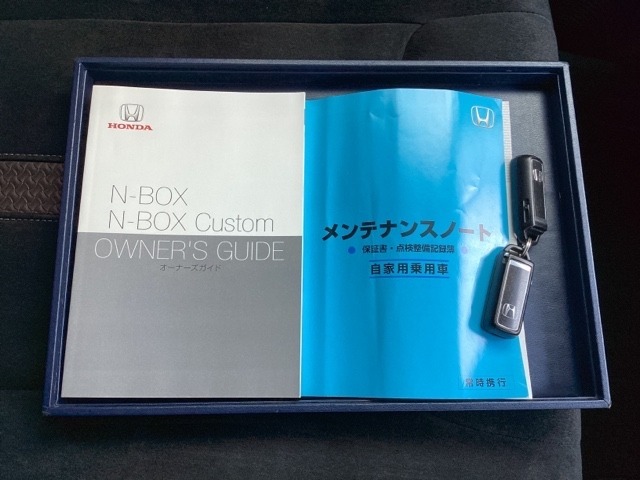 HONDA
N-BOX
N-BOX Custom
OWNER'S GUIDE
オーナーズガイド
メンテナンスノート
保証書・点検整備記録簿
自家用乗用車
常時携行